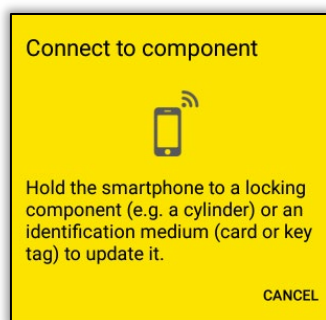 Connect to component
Hold the smartphone to a locking
component (e.g. a cylinder) or an
identification medium (card or key
tag) to update it.
CANCEL